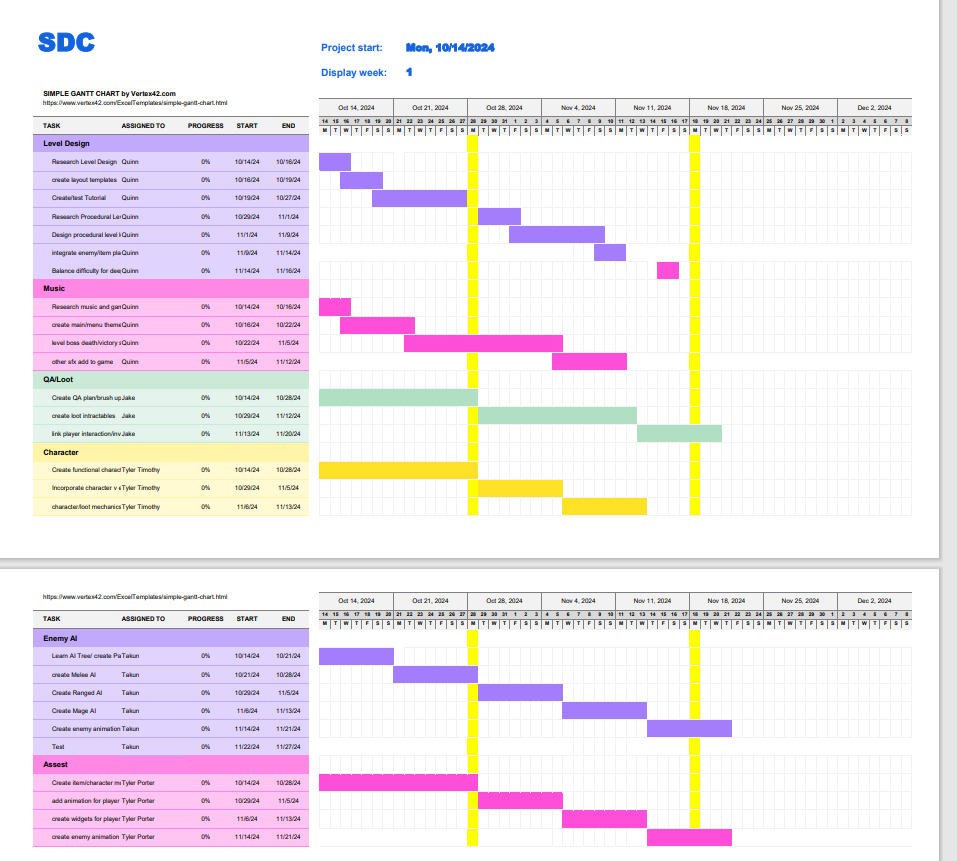 SDC
Project start: Mon, 10/14/2024
Display week: 1
SIMPLE GANTT CHART by Vertex42.com
https://www.vertex42.com/ExcelTemplates/simple-gantt-chart.html
Oct 14, 2024 Oct 21, 2024 Oct 28, 2024 Nov 4, 2024 Nov 11, 2024 Nov 18, 2024 Nov 25, 2024 Dec 2, 2024
14 15 16 17 18 19 20 21 22 23 24 25 26 27 28 29 30 31 1 2 3 4 5 6 7 8 9 10 11 12 13 14 15 16 17 18 19 20 21 22 23 24 25 26 27 28 29 30 1 2 3 4 5 6 7 8
TASK ASSIGNED TO PROGRESS START END M T W T F S S M T W T F S S M T W T F S S M T W T F S S M T W T F S S M T W T F S S M T W T F S S M T W T F S S
Level Design
Research Level Design Quinn 0% 10/14/24 10/16/24
create layout templates Quinn 0% 10/16/24 10/19/24
Create/test Tutorial Quinn 0% 10/19/24 10/27/24
Research Procedural Le Quinn 0% 10/29/24 11/1/24
Design procedural level Quinn 0% 11/1/24 11/9/24
integrate enemy/item pla Quinn 0% 11/9/24 11/14/24
Balance difficulty for Quinn 0% 11/14/24 11/16/24
Music
Research music and Quinn 0% 10/14/24 10/16/24
create main/menu theme Quinn 0% 10/16/24 10/22/24
level boss death/victory Quinn 0% 10/22/24 11/5/24
other sfx add to game Quinn 0% 11/5/24 11/12/24
QA/Loot
Create QA plan/brush up Jake 0% 10/14/24 10/28/24
create loot intractables Jake 0% 10/29/24 11/12/24
link player interaction/inv Jake 0% 11/13/24 11/20/24
Character
Create functional Tyler Timothy 0% 10/14/24 10/28/24
Incorporate character Tyler Timothy 0% 10/29/24 11/5/24
character/loot mechanics Tyler Timothy 0% 11/6/24 11/13/24
https://www.vertex42.com/ExcelTemplates/simple-gantt-chart.html
Oct 14, 2024 Oct 21, 2024 Oct 28, 2024 Nov 4, 2024 Nov 11, 2024 Nov 18, 2024 Nov 25, 2024 Dec 2, 2024
14 15 16 17 18 19 20 21 22 23 24 25 26 27 28 29 30 31 1 2 3 4 5 6 7 8 9 10 11 12 13 14 15 16 17 18 19 20 21 22 23 24 25 26 27 28 29 30 1 2 3 4 5 6 7 8
TASK ASSIGNED TO PROGRESS START END M T W T F S S M T W T F S S M T W T F S S M T W T F S S M T W T F S S M T W T F S S M T W T F S S M T W T F S S
Enemy AI
Learn AI Tree/ create Pa Takun 0% 10/14/24 10/21/24
create Melee AI Takun 0% 10/21/24 10/28/24
Create Ranged AI Takun 0% 10/29/24 11/5/24
Create Mage AI Takun 0% 11/6/24 11/13/24
Create enemy animation Takun 0% 11/14/24 11/21/24
Test Takun 0% 11/22/24 11/27/24
Assest
Create item/character Tyler Porter 0% 10/14/24 10/28/24
add animation for player Tyler Porter 0% 10/29/24 11/5/24
create widgets for player Tyler Porter 0% 11/6/24 11/13/24
create enemy animation Tyler Porter 0% 11/14/24 11/21/24